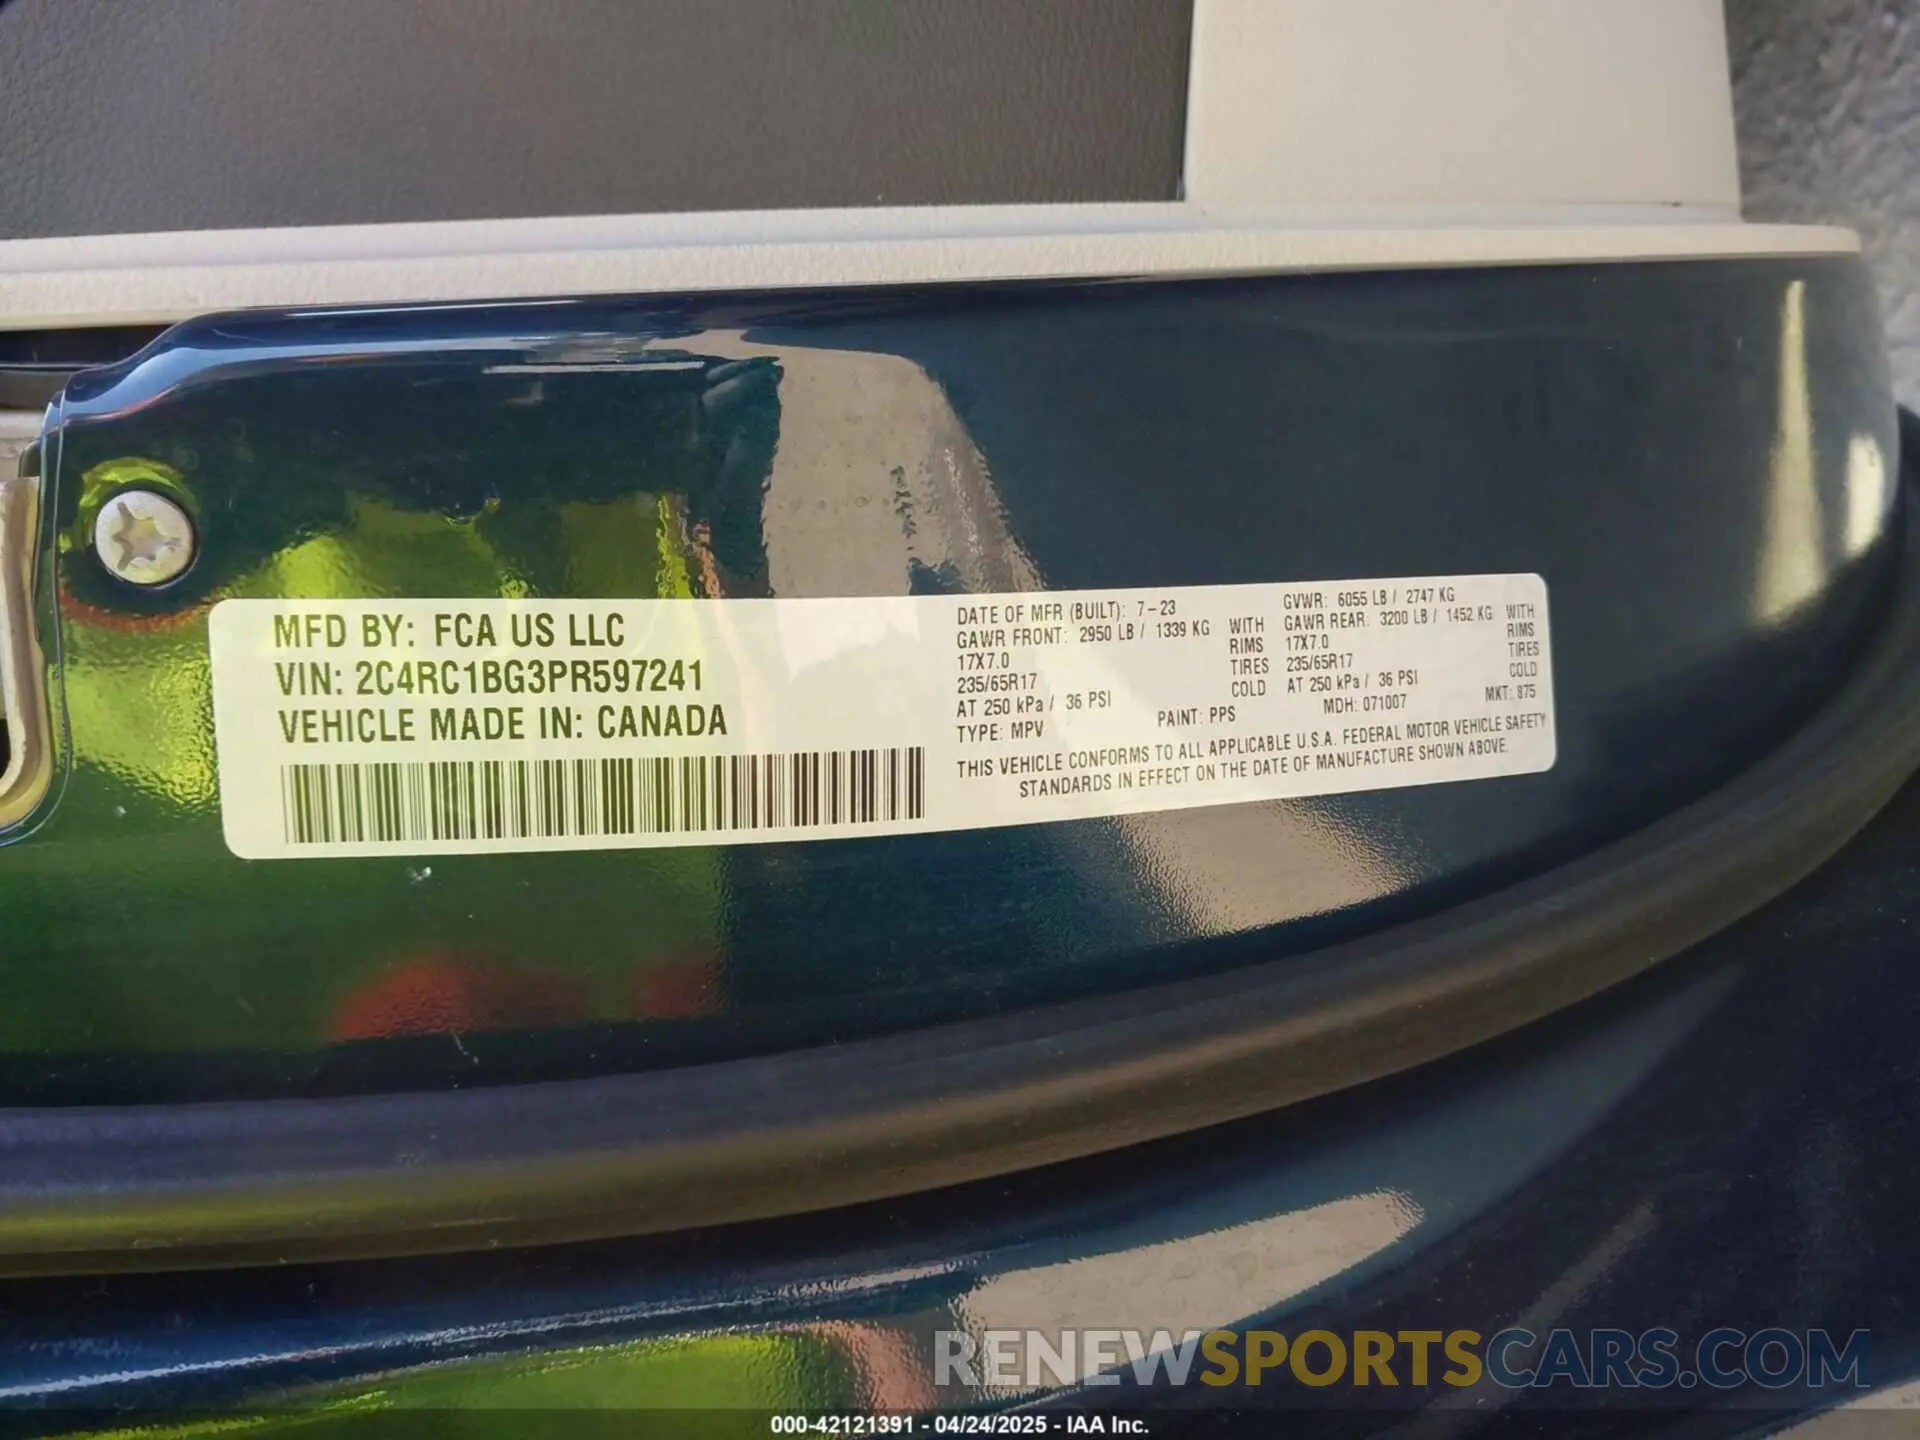 MFD BY: FCA US LLC
VIN: 2C4RC1BG3PR597241
VEHICLE MADE IN: CANADA
DATE OF MFR (BUILT): 7-23
GAWR FRONT: 2950 LB / 1339 KG WITH
17X7.0 RIMS
235/65R17 TIRES
AT 250 kPa / 36 PSI COLD
TYPE: MPV PAINT: PPS
GVWR: 6055 LB / 2747 KG
GAWR REAR: 3200 LB / 1452 KG WITH
17X7.0 RIMS
235/65R17 TIRES
AT 250 kPa / 36 PSI COLD
MDH: 071007 MKT: 875
THIS VEHICLE CONFORMS TO ALL APPLICABLE U.S.A. FEDERAL MOTOR VEHICLE SAFETY
STANDARDS IN EFFECT ON THE DATE OF MANUFACTURE SHOWN ABOVE.
RENEWSPORTSCARS.COM
000-42121391 - 04/24/2025 - IAA Inc.